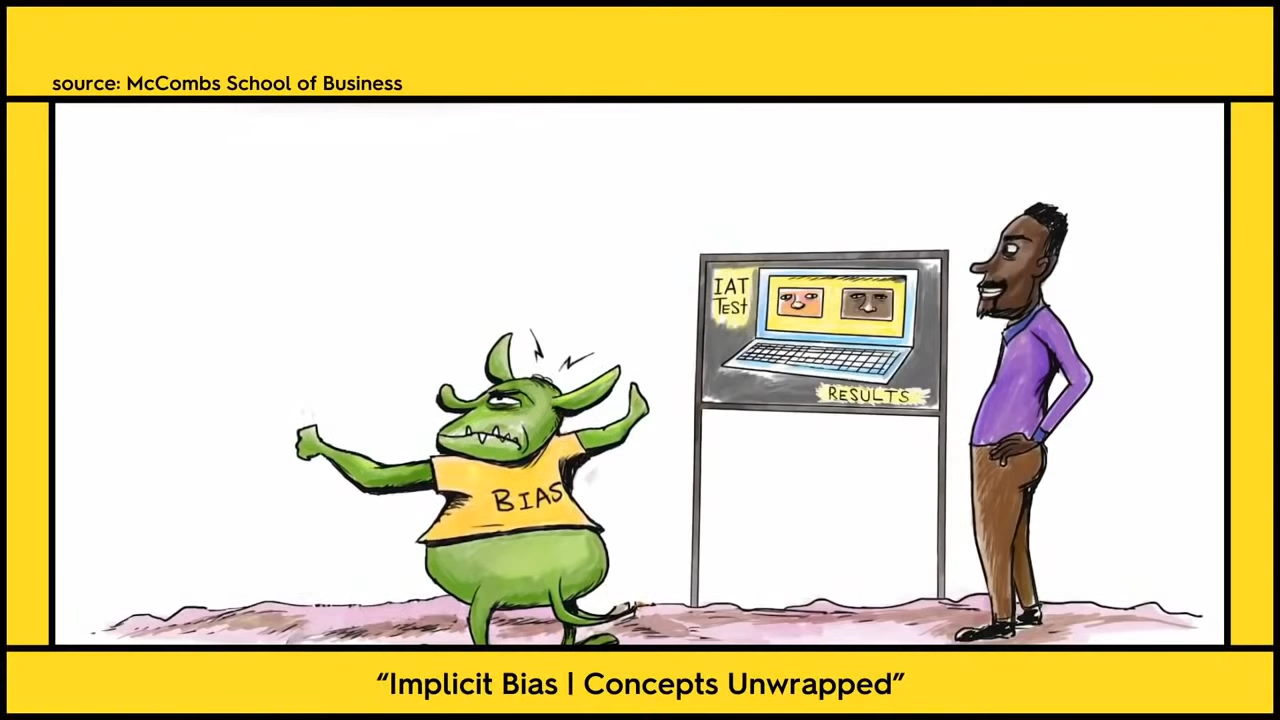 source: McCombs School of Business
IAT
TEST
RESULTS
BIAS
“Implicit Bias | Concepts Unwrapped”